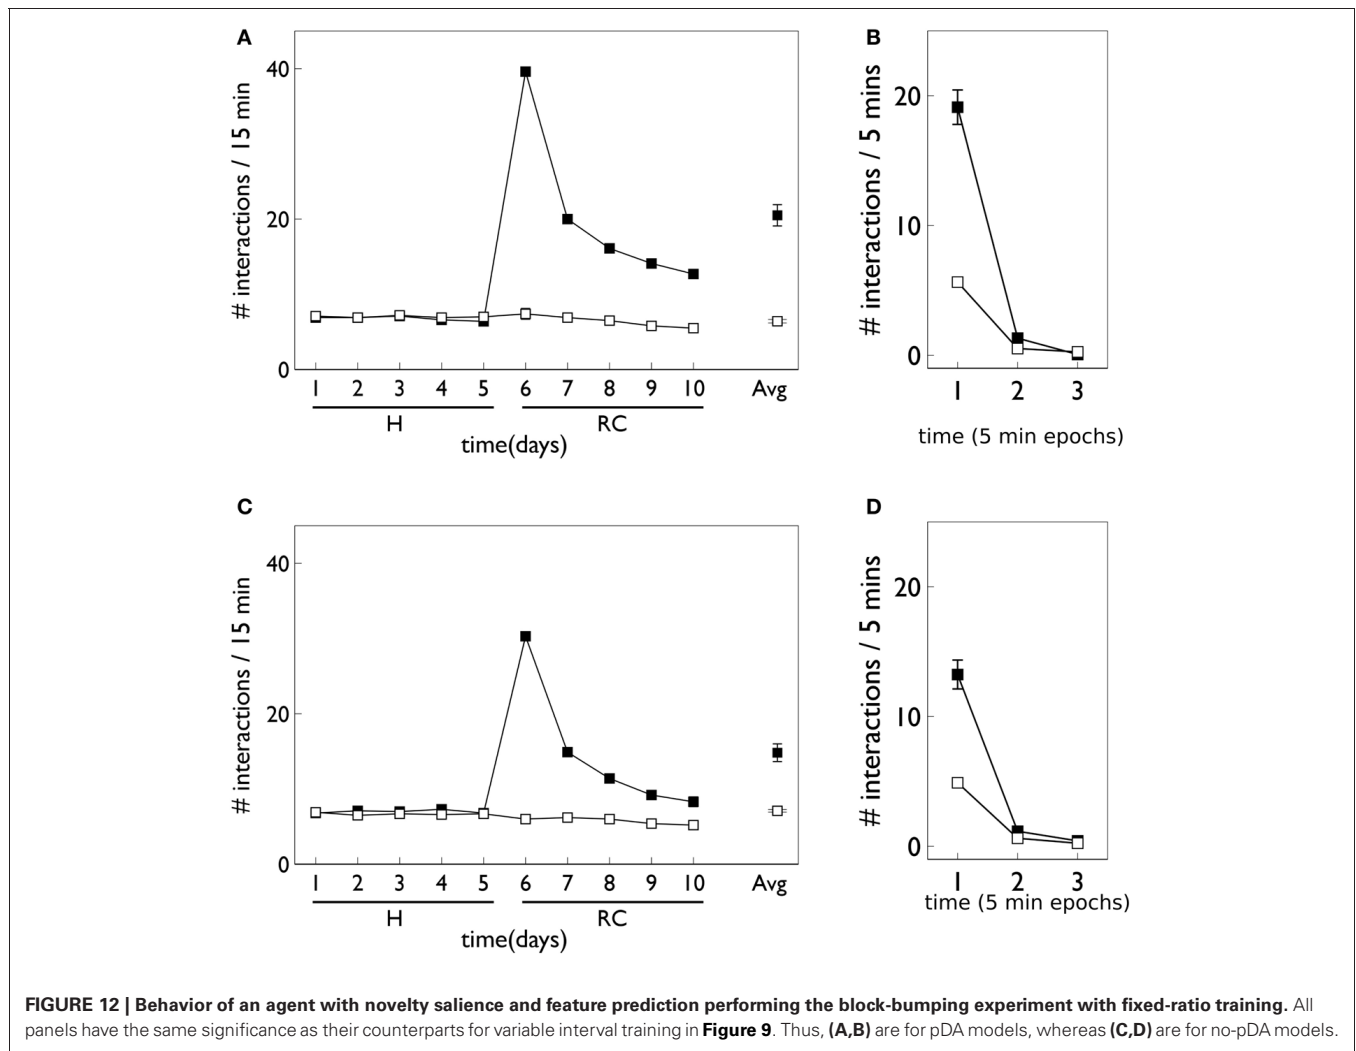 A
# interactions / 15 min
40
20
0
1 2 3 4 5 6 7 8 9 10 Avg
H RC
time(days)
B
# interactions / 5 mins
20
10
0
1 2 3
time (5 min epochs)
C
# interactions / 15 min
40
20
0
1 2 3 4 5 6 7 8 9 10 Avg
H RC
time(days)
D
# interactions / 5 mins
20
10
0
1 2 3
time (5 min epochs)
FIGURE 12 | Behavior of an agent with novelty salience and feature prediction performing the block-bumping experiment with fixed-ratio training. All
panels have the same significance as their counterparts for variable interval training in Figure 9. Thus, (A,B) are for pDA models, whereas (C,D) are for no-pDA models.